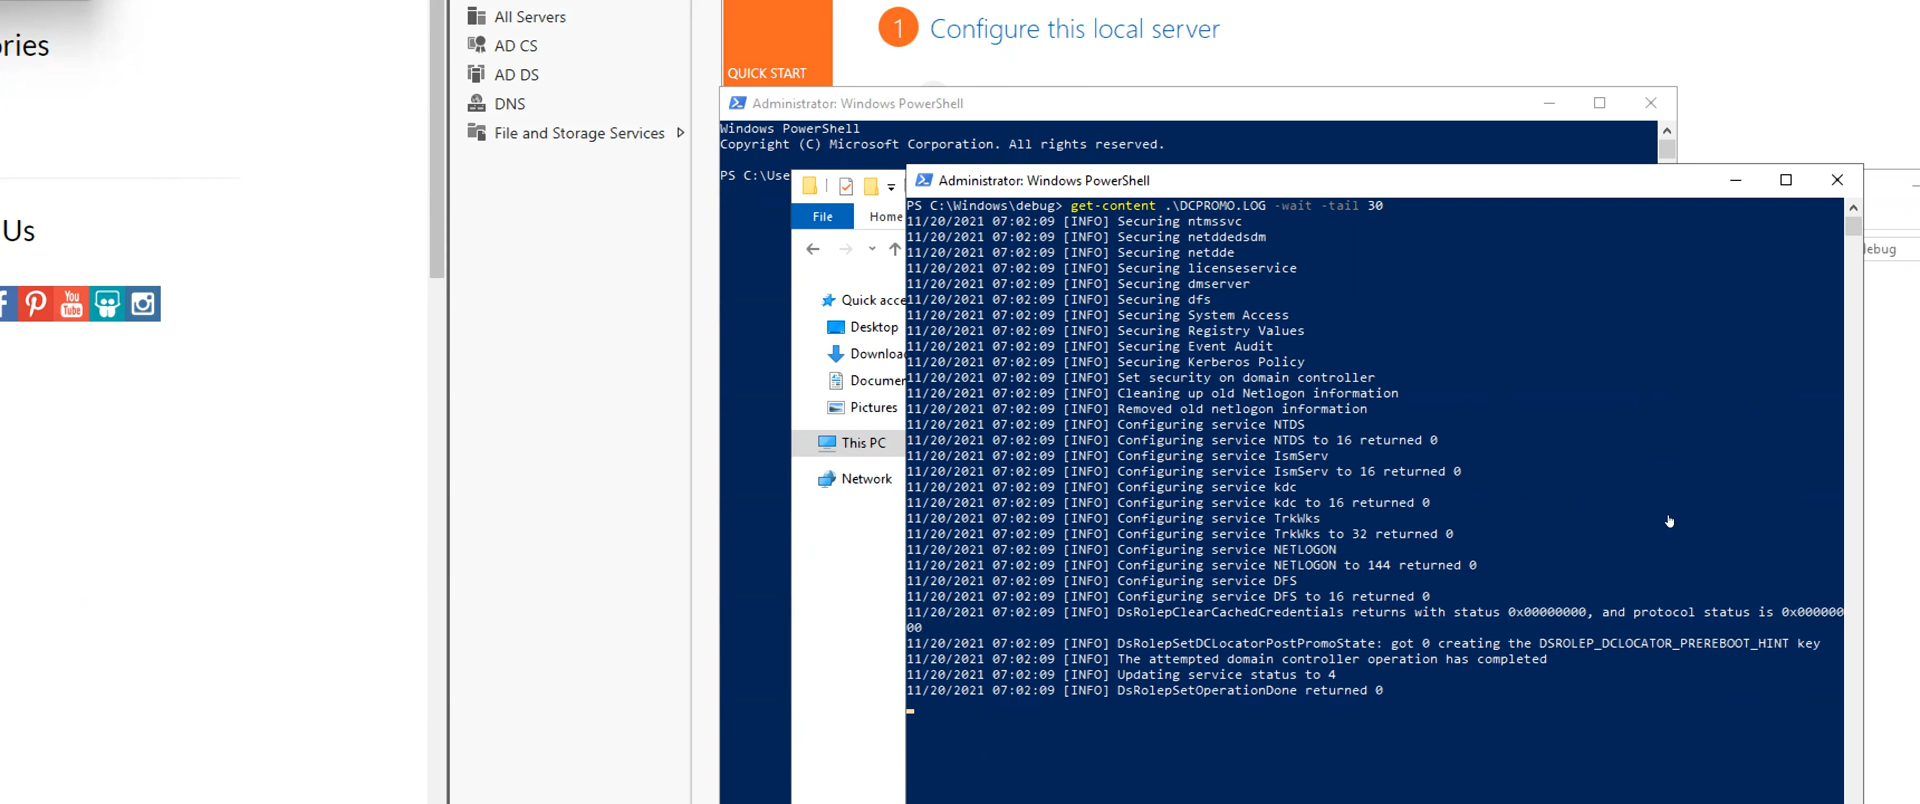 ries
Us
You
Tube
All Servers
AD CS
AD DS
DNS
File and Storage Services
QUICK START
1 Configure this local server
Administrator: Windows PowerShell
Windows PowerShell
Copyright (C) Microsoft Corporation. All rights reserved.
PS C:\Use
File Home
Quick acce
Desktop
Downloa
Documen
Pictures
This PC
Network
ebug
Administrator: Windows PowerShell
PS C:\Windows\debug> get-content .\DCPROMO.LOG -wait -tail 30
11/20/2021 07:02:09 [INFO] Securing ntmssvc
11/20/2021 07:02:09 [INFO] Securing netddedsdm
11/20/2021 07:02:09 [INFO] Securing netdde
11/20/2021 07:02:09 [INFO] Securing licenseservice
11/20/2021 07:02:09 [INFO] Securing dmserver
11/20/2021 07:02:09 [INFO] Securing dfs
11/20/2021 07:02:09 [INFO] Securing System Access
11/20/2021 07:02:09 [INFO] Securing Registry Values
11/20/2021 07:02:09 [INFO] Securing Event Audit
11/20/2021 07:02:09 [INFO] Securing Kerberos Policy
11/20/2021 07:02:09 [INFO] Set security on domain controller
11/20/2021 07:02:09 [INFO] Cleaning up old Netlogon information
11/20/2021 07:02:09 [INFO] Removed old netlogon information
11/20/2021 07:02:09 [INFO] Configuring service NTDS
11/20/2021 07:02:09 [INFO] Configuring service NTDS to 16 returned 0
11/20/2021 07:02:09 [INFO] Configuring service IsmServ
11/20/2021 07:02:09 [INFO] Configuring service IsmServ to 16 returned 0
11/20/2021 07:02:09 [INFO] Configuring service kdc
11/20/2021 07:02:09 [INFO] Configuring service kdc to 16 returned 0
11/20/2021 07:02:09 [INFO] Configuring service TrkWks
11/20/2021 07:02:09 [INFO] Configuring service TrkWks to 32 returned 0
11/20/2021 07:02:09 [INFO] Configuring service NETLOGON
11/20/2021 07:02:09 [INFO] Configuring service NETLOGON to 144 returned 0
11/20/2021 07:02:09 [INFO] Configuring service DFS
11/20/2021 07:02:09 [INFO] Configuring service DFS to 16 returned 0
11/20/2021 07:02:09 [INFO] DsRolepClearCachedCredentials returns with status 0x00000000, and protocol status is 0x000000
00
11/20/2021 07:02:09 [INFO] DsRolepSetDCLocatorPostPromoState: got 0 creating the DSROLEP_DCLOCATOR_PREREBOOT_HINT key
11/20/2021 07:02:09 [INFO] The attempted domain controller operation has completed
11/20/2021 07:02:09 [INFO] Updating service status to 4
11/20/2021 07:02:09 [INFO] DsRolepSetOperationDone returned 0